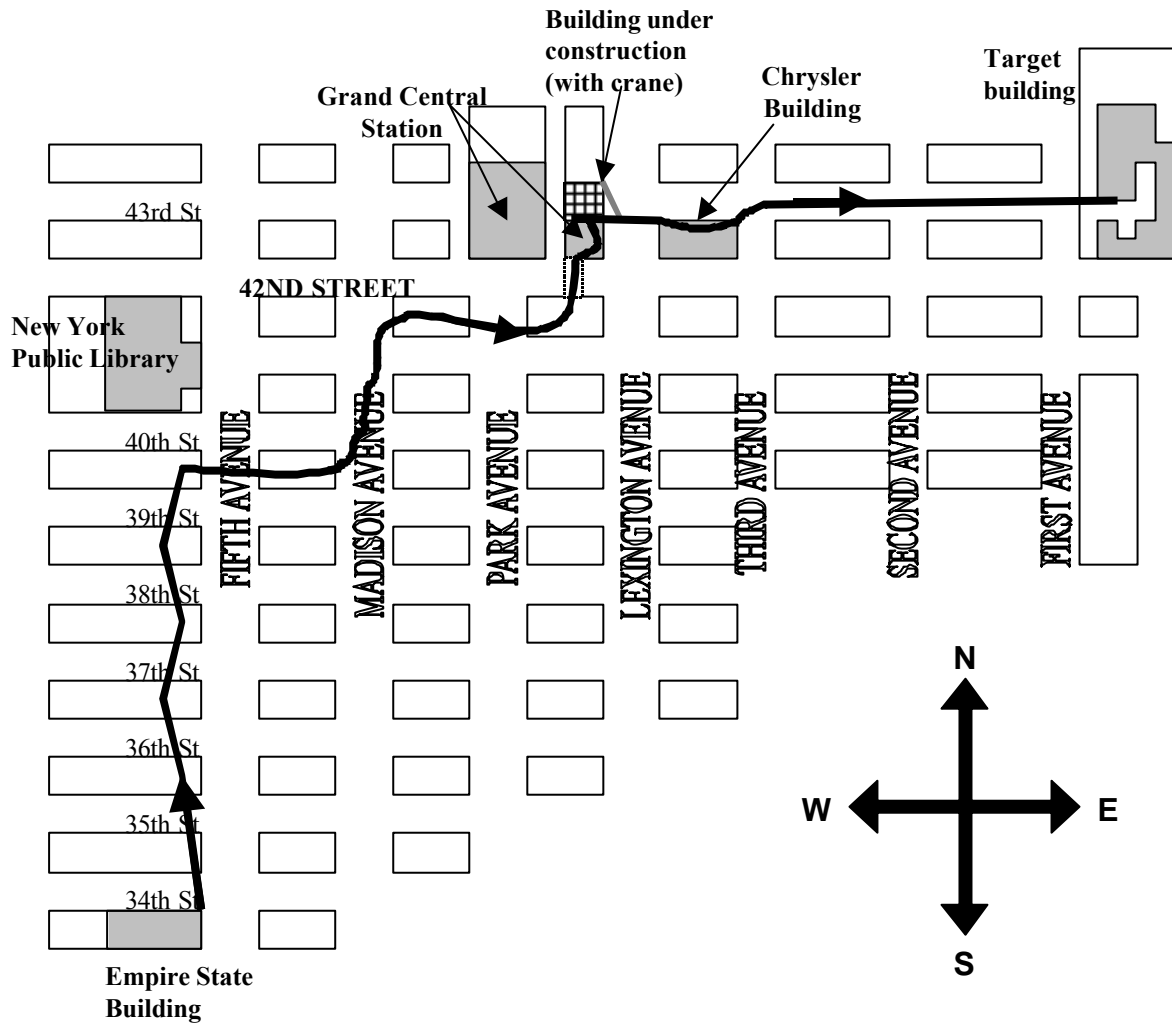 Building under
construction
(with crane)
Target
building
Chrysler
Building
Grand Central
Station
43rd St
42ND STREET
New York
Public Library
40th St
39th St
38th St
37th St
36th St
35th St
34th St
FIFTH AVENUE
MADISON AVENUE
PARK AVENUE
LEXINGTON AVENUE
THIRD AVENUE
SECOND AVENUE
FIRST AVENUE
N
W
E
S
Empire State
Building